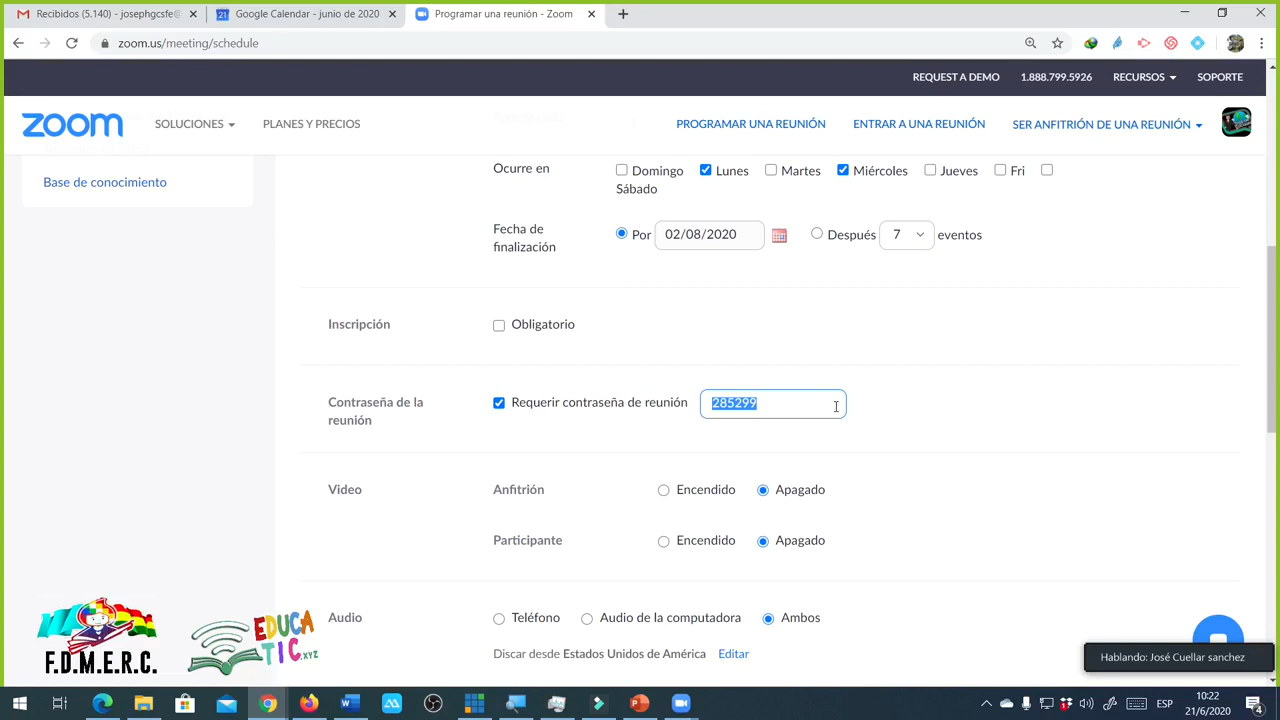 Recibidos (5.140) - josephgcsfe@
Google Calendar - junio de 2020
Programar una reunión - Zoom
zoom.us/meeting/schedule
REQUEST A DEMO 1.888.799.5926 RECURSOS SOPORTE
zoom SOLUCIONES PLANES Y PRECIOS PROGRAMAR UNA REUNIÓN ENTRAR A UNA REUNIÓN SER ANFITRIÓN DE UNA REUNIÓN
Base de conocimiento
Ocurre en Domingo Lunes Martes Miércoles Jueves Fri
Sábado
Fecha de
finalización
Por 02/08/2020 Después 7 eventos
Inscripción Obligatorio
Contraseña de la
reunión
Requerir contraseña de reunión 285299
Video Anfitrión Encendido Apagado
Participante Encendido Apagado
Audio Teléfono Audio de la computadora Ambos
Discar desde Estados Unidos de América Editar
F.D.M.E.R.C.
EDUCA
TIC.xyz
Hablando: José Cuellar sanchez
ESP
10:22
21/6/2020
4